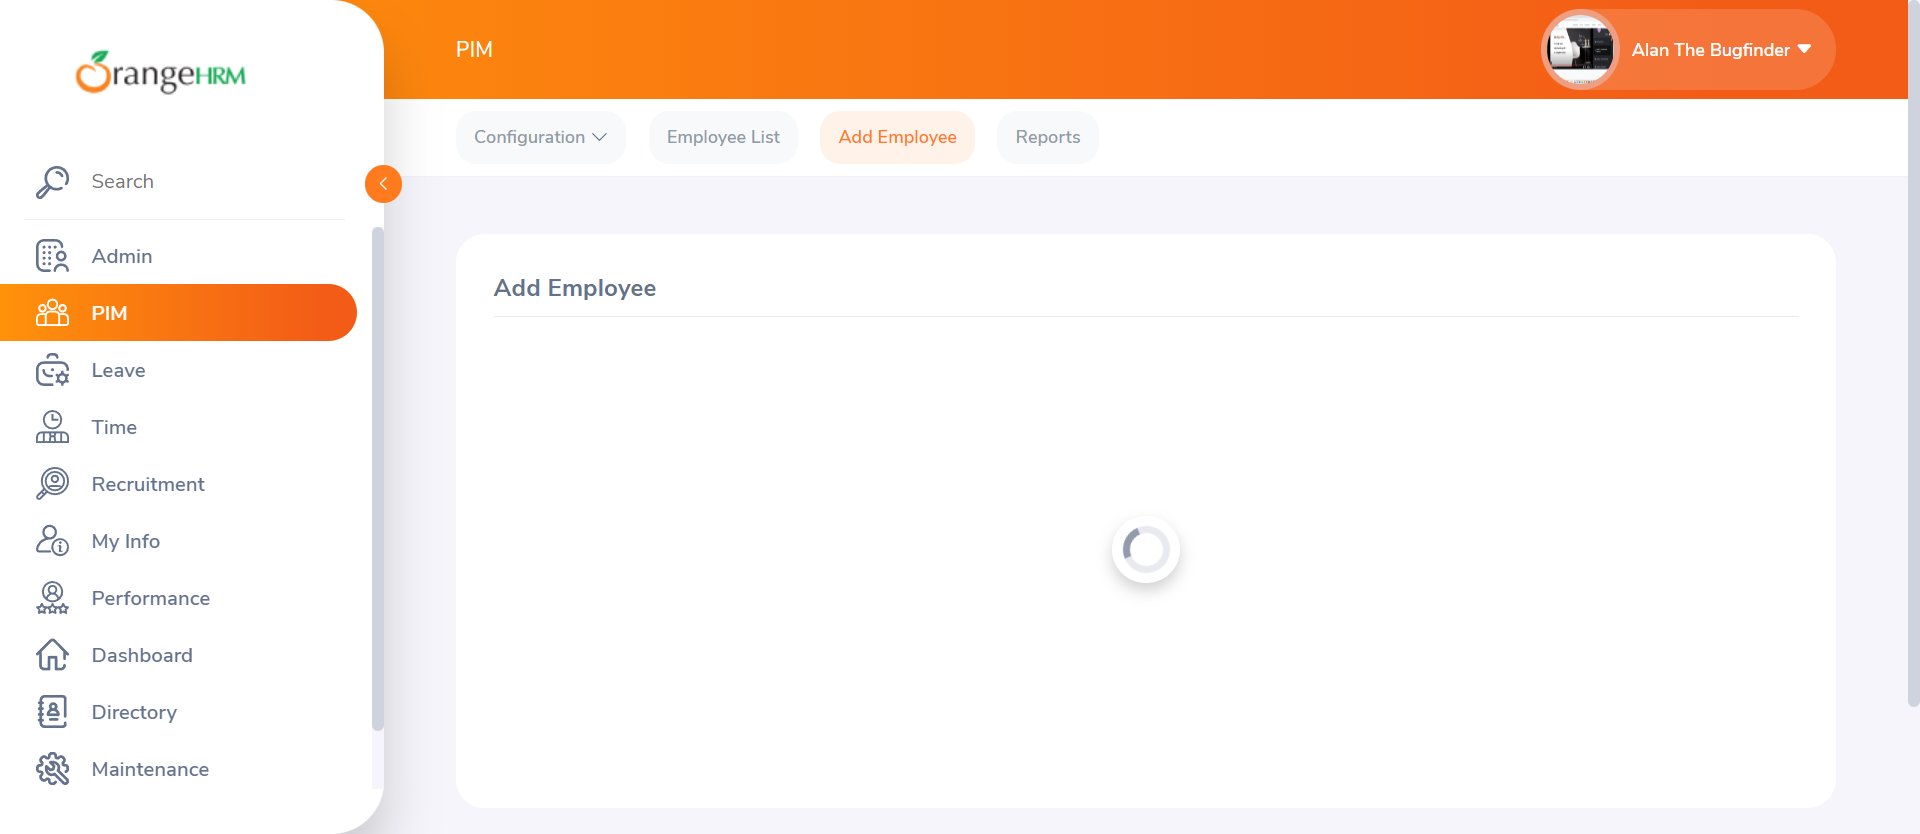 OrangeHRM
Search
Admin
PIM
Leave
Time
Recruitment
My Info
Performance
Dashboard
Directory
Maintenance
PIM
Alan The Bugfinder
Configuration
Employee List
Add Employee
Reports
Add Employee